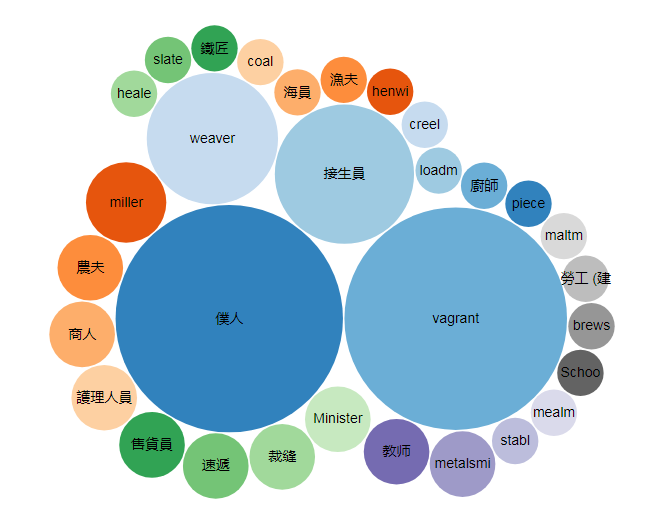 鐵匠
slate
coal
heale
海員
漁夫
henwi
weaver
creel
接生員
loadm
廚師
miller
piece
maltm
農夫
勞工 (建
僕人
vagrant
brews
商人
Schoo
護理人員
mealm
Minister
售貨員
stabl
教师
裁缝
速遞
metalsmi